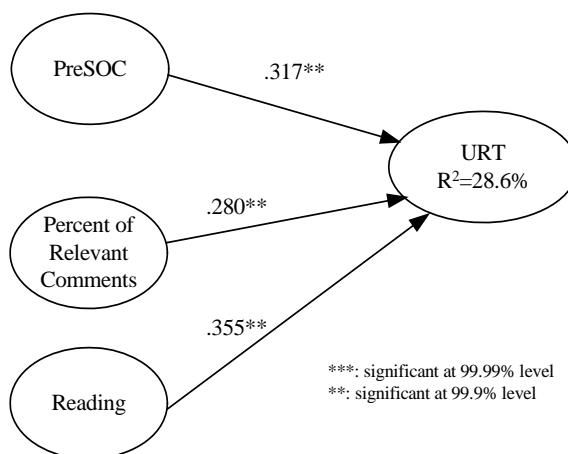 PreSOC
.317**
URT
R²=28.6%
.280**
Percent of
Relevant
Comments
.355**
Reading
***: significant at 99.99% level
**: significant at 99.9% level